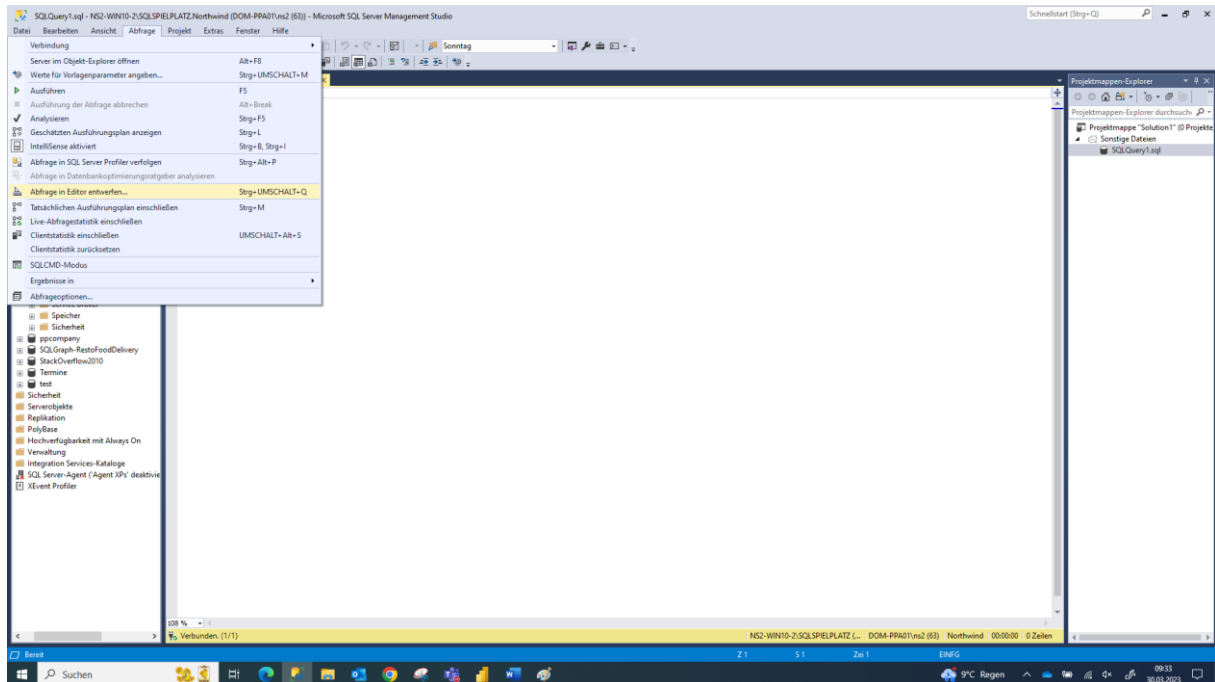 SQLQuery1.sql - NS2-WIN10-2\SQLSPIELPLATZ.Northwind (DOM-PPA01\ns2 (63)) - Microsoft SQL Server Management Studio
Schnellstart (Strg+Q)
Datei Bearbeiten Ansicht Abfrage Projekt Extras Fenster Hilfe
Sonntag
Verbindung
Server im Objekt-Explorer öffnen Alt+F8
Werte für Vorlagenparameter angeben... Strg+UMSCHALT+M
Ausführen F5
Ausführung der Abfrage abbrechen Alt+Break
Analysieren Strg+F5
Geschätzten Ausführungsplan anzeigen Strg+L
IntelliSense aktiviert Strg+B, Strg+I
Abfrage in SQL Server Profiler verfolgen Strg+Alt+P
Abfrage in Datenbankoptimierungsratgeber analysieren
Abfrage in Editor entwerfen... Strg+UMSCHALT+Q
Tatsächlichen Ausführungsplan einschließen Strg+M
Live-Abfragestatistik einschließen
Clientstatistik einschließen UMSCHALT+Alt+S
Clientstatistik zurücksetzen
SQLCMD-Modus
Ergebnisse in
Abfrageoptionen...
Speicher
Sicherheit
ppcompany
SQLGraph-RestoFoodDelivery
StackOverflow2010
Termine
test
Sicherheit
Serverobjekte
Replikation
PolyBase
Hochverfügbarkeit mit Always On
Verwaltung
Integration Services-Kataloge
SQL Server-Agent ('Agent XPs' deaktivie
XEvent Profiler
Projektmappen-Explorer
Projektmappen-Explorer durchsuche
Projektmappe "Solution1" (0 Projekte
Sonstige Dateien
SQLQuery1.sql
108 %
Verbunden. (1/1)
NS2-WIN10-2\SQLSPIELPLATZ (... DOM-PPA01\ns2 (63) Northwind 00:00:00 0 Zeilen
Bereit
Z 1 S 1 Zei 1 EINFG
Suchen
9°C Regen
09:33
30.03.2023